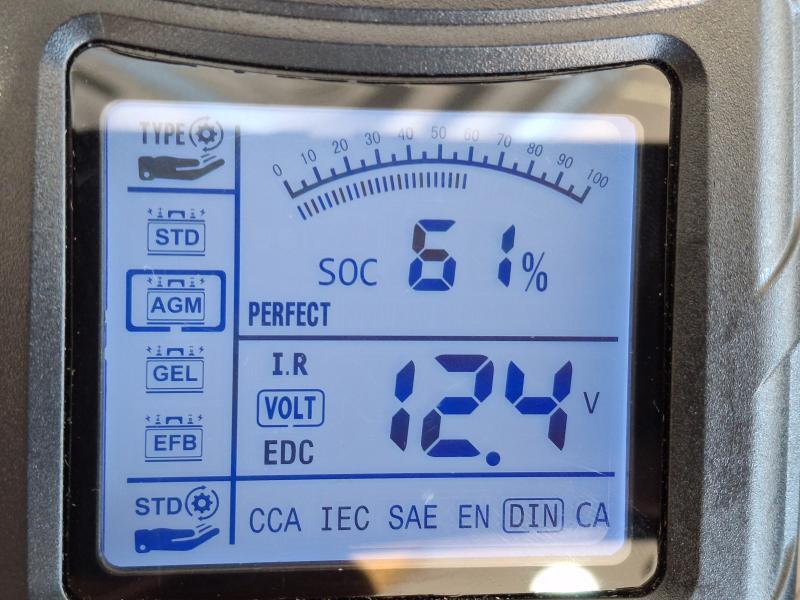 TYPE
STD
AGM
GEL
EFB
STD
0 10 20 30 40 50 60 70 80 90 100
SOC 61%
PERFECT
I.R
VOLT
EDC
12.4 V
CCA IEC SAE EN DIN CA